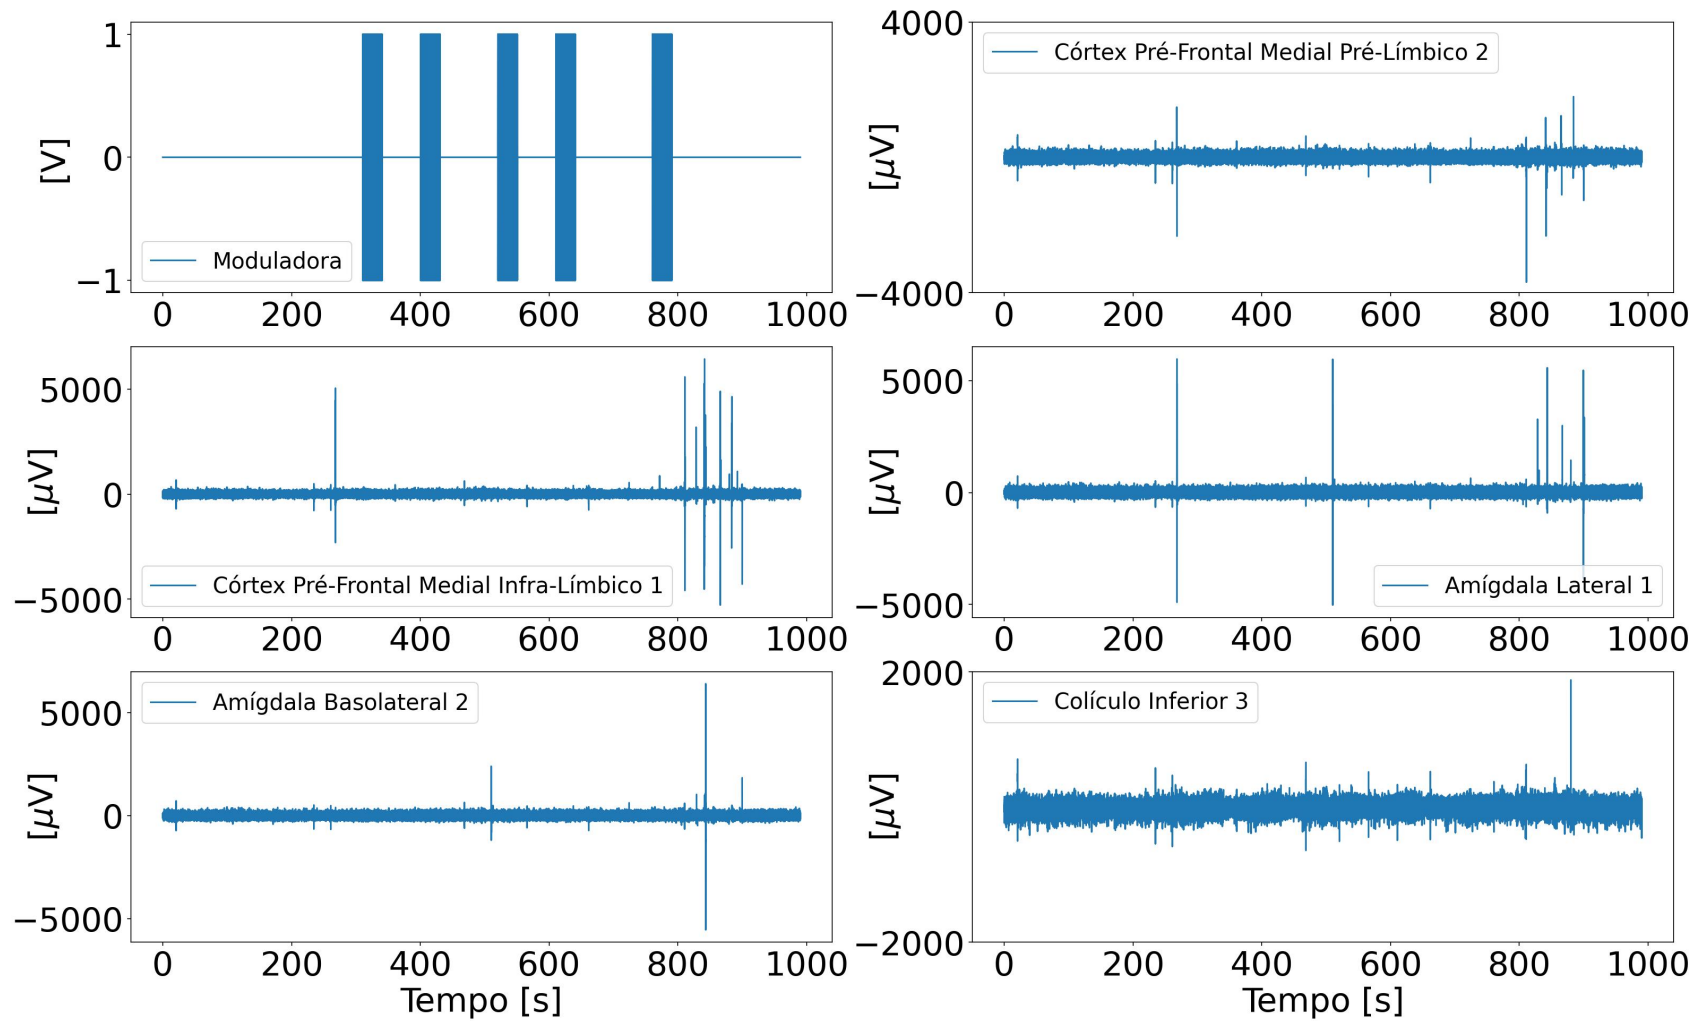 1
0
−1
[V]
Moduladora
0 200 400 600 800 1000
4000
−4000
[μV]
Córtex Pré-Frontal Medial Pré-Límbico 2
0 200 400 600 800 1000
5000
0
−5000
[μV]
Córtex Pré-Frontal Medial Infra-Límbico 1
0 200 400 600 800 1000
5000
0
−5000
[μV]
Amígdala Lateral 1
0 200 400 600 800 1000
5000
0
−5000
[μV]
Amígdala Basolateral 2
0 200 400 600 800 1000
Tempo [s]
2000
−2000
[μV]
Colículo Inferior 3
0 200 400 600 800 1000
Tempo [s]